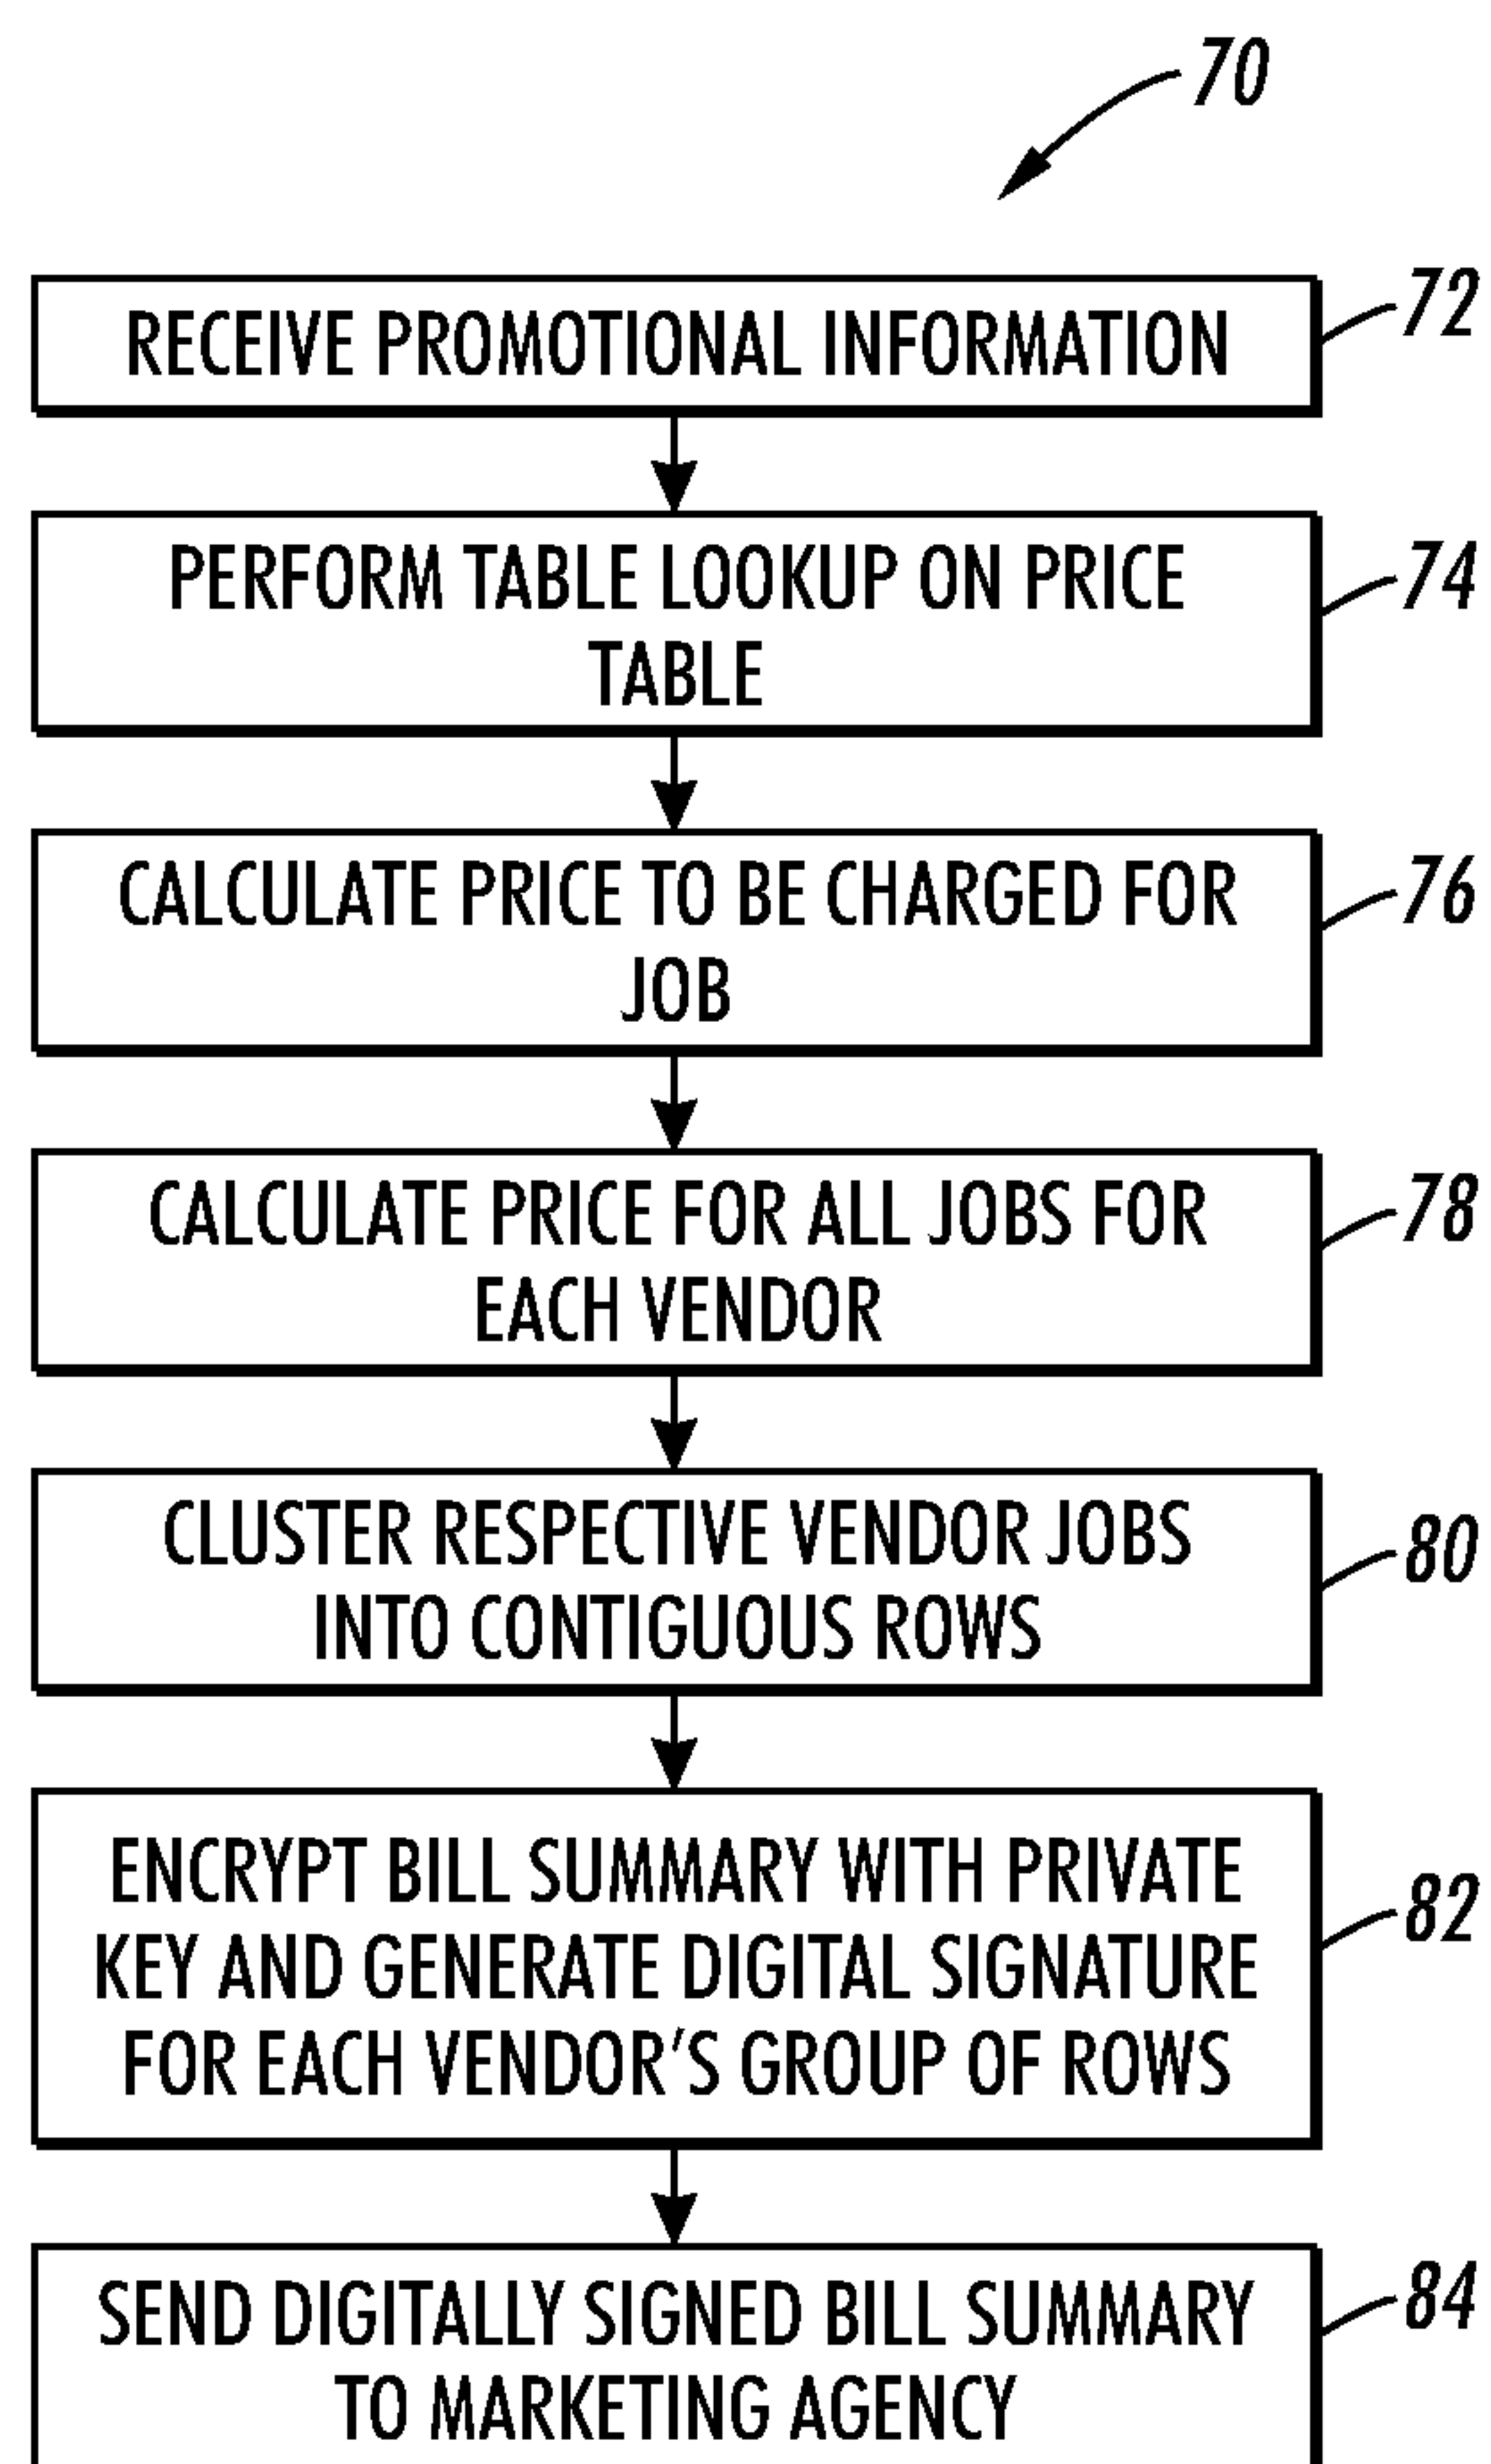 70
RECEIVE PROMOTIONAL INFORMATION
72
PERFORM TABLE LOOKUP ON PRICE
TABLE
74
CALCULATE PRICE TO BE CHARGED FOR
JOB
76
CALCULATE PRICE FOR ALL JOBS FOR
EACH VENDOR
78
CLUSTER RESPECTIVE VENDOR JOBS
INTO CONTIGUOUS ROWS
80
ENCRYPT BILL SUMMARY WITH PRIVATE
KEY AND GENERATE DIGITAL SIGNATURE
FOR EACH VENDOR'S GROUP OF ROWS
82
SEND DIGITALLY SIGNED BILL SUMMARY
TO MARKETING AGENCY
84